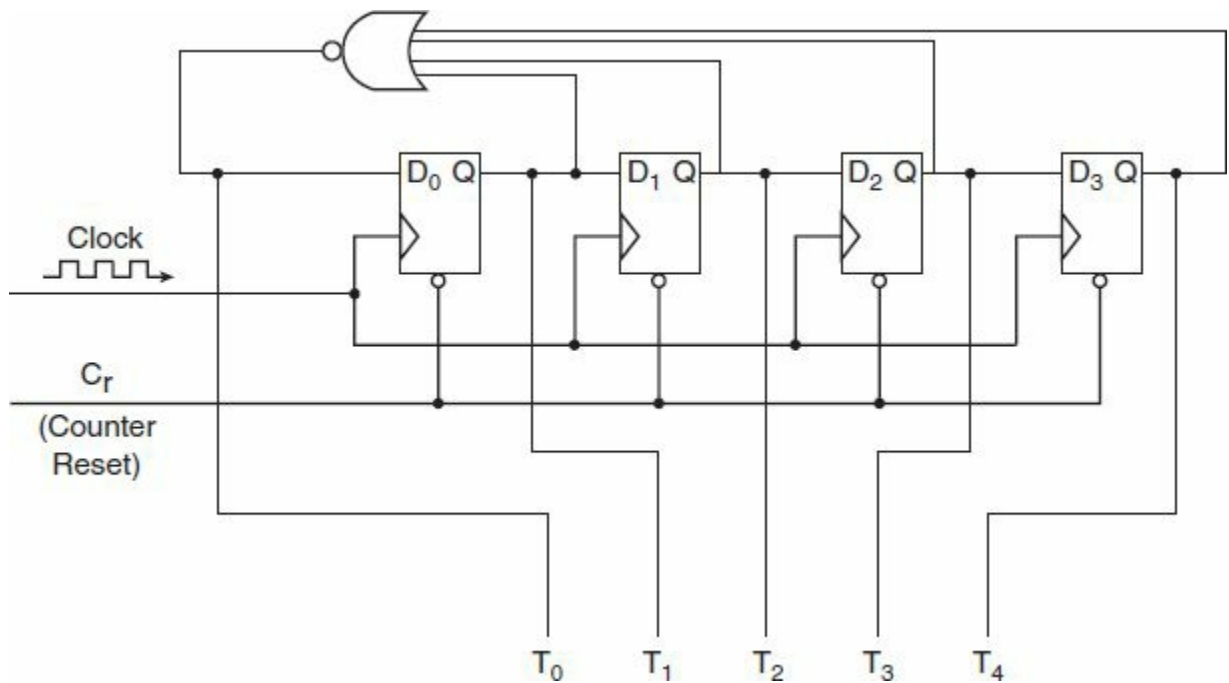 D₀ Q
D₁ Q
D₂ Q
D₃ Q
Clock
Cᵣ
(Counter
Reset)
T₀
T₁
T₂
T₃
T₄